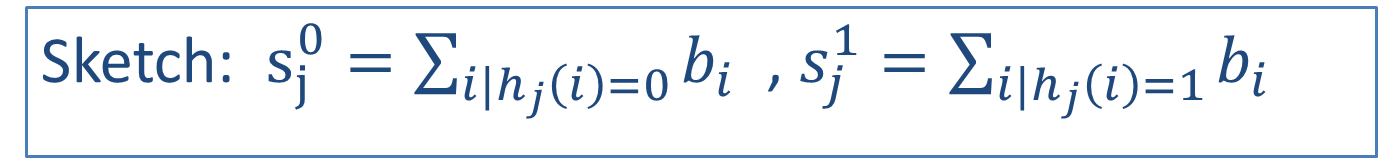 Sketch: s_j^0 = ∑_{i|h_j(i)=0} b_i , s_j^1 = ∑_{i|h_j(i)=1} b_i